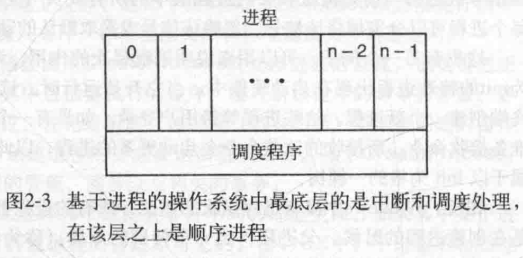 进程
0 1 n-2 n-1
调度程序
图2-3 基于进程的操作系统中最底层的是中断和调度处理，
在该层之上是顺序进程